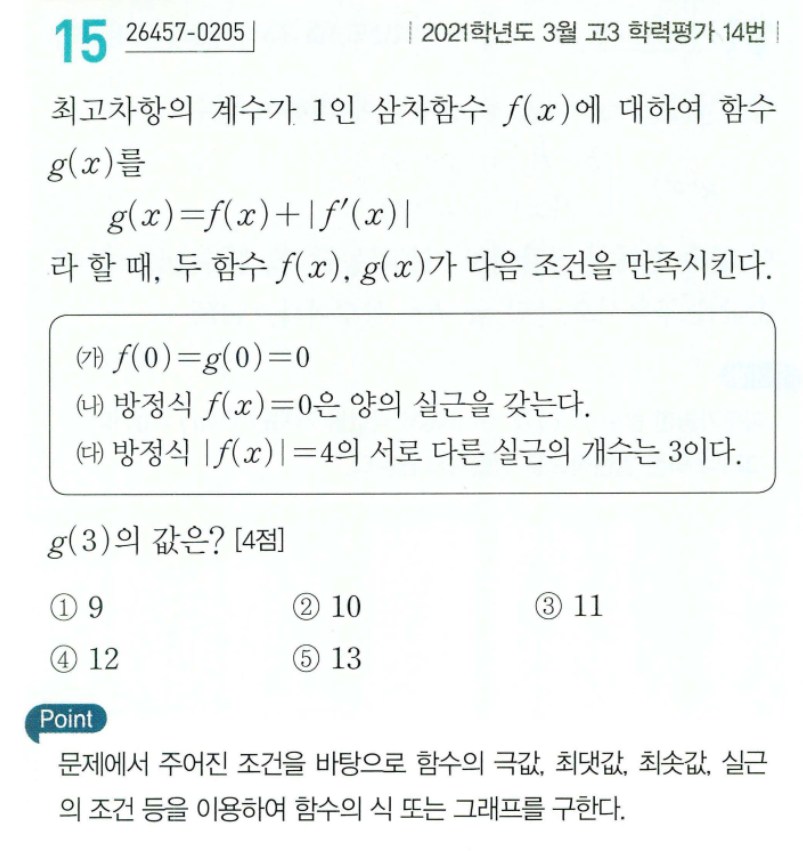 15 26457-0205 | 2021학년도 3월 고3 학력평가 14번 |
최고차항의 계수가 1인 삼차함수 f(x)에 대하여 함수
g(x)를
g(x)=f(x)+|f′(x)|
라 할 때, 두 함수 f(x), g(x)가 다음 조건을 만족시킨다.
㈎ f(0)=g(0)=0
㈏ 방정식 f(x)=0은 양의 실근을 갖는다.
㈐ 방정식 |f(x)|=4의 서로 다른 실근의 개수는 3이다.
g(3)의 값은? [4점]
① 9 ② 10 ③ 11
④ 12 ⑤ 13
Point
문제에서 주어진 조건을 바탕으로 함수의 극값, 최댓값, 최솟값, 실근
의 조건 등을 이용하여 함수의 식 또는 그래프를 구한다.